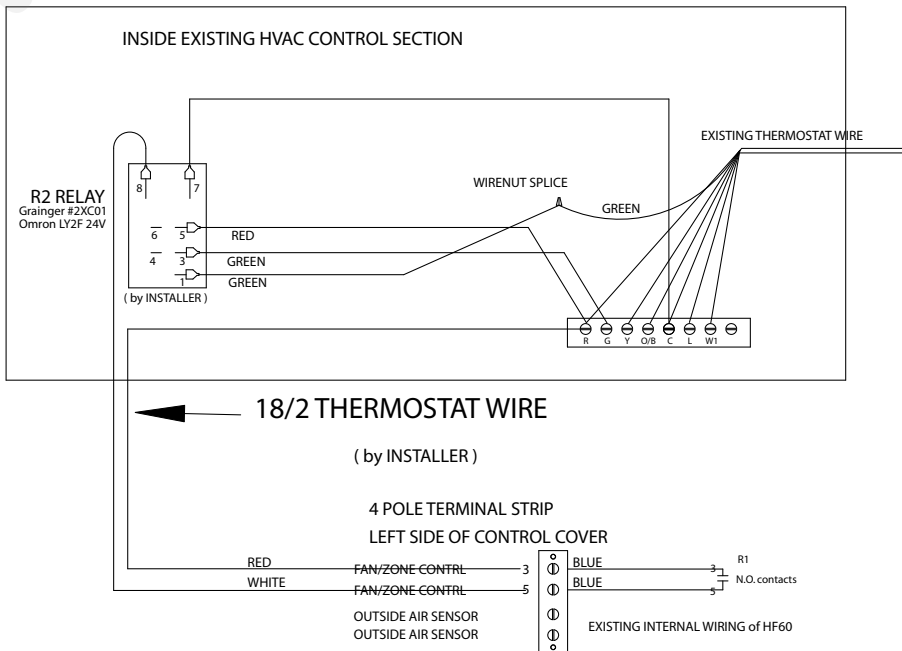 INSIDE EXISTING HVAC CONTROL SECTION
EXISTING THERMOSTAT WIRE
8 7
R2 RELAY
Grainger #2XC01
Omron LY2F 24V
WIRENUT SPLICE
GREEN
6 5
RED
4 3
GREEN
1
GREEN
( by INSTALLER )
R G Y O/B C L W1
18/2 THERMOSTAT WIRE
( by INSTALLER )
4 POLE TERMINAL STRIP
LEFT SIDE OF CONTROL COVER
RED FAN/ZONE CONTRL 3 BLUE 3 R1
WHITE FAN/ZONE CONTRL 5 BLUE 5 N.O. contacts
OUTSIDE AIR SENSOR
OUTSIDE AIR SENSOR
EXISTING INTERNAL WIRING of HF60